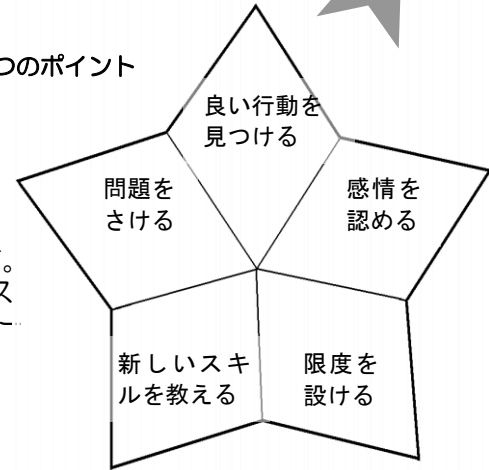 つのポイント
良い行動を
見つける
問題を
さける
感情を
認める
。
ス
新しいスキ
ルを教える
限度を
設ける